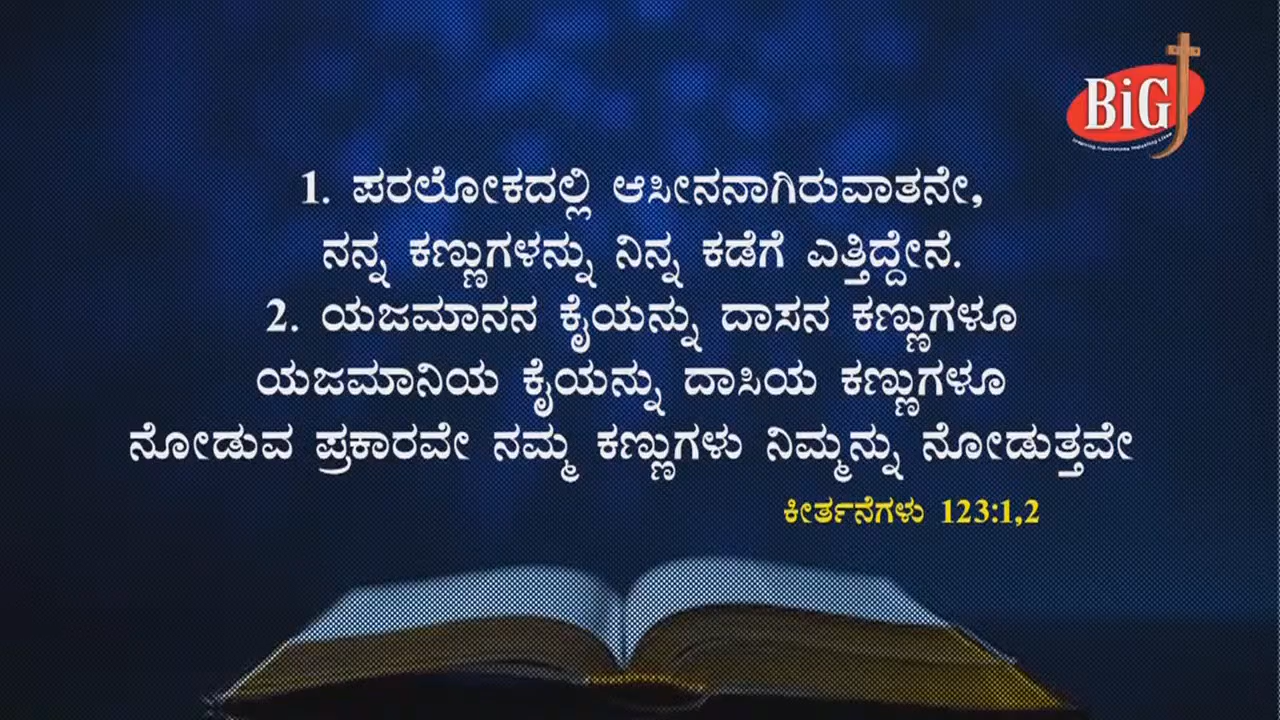 BiG
1. ಪರಲೋಕದಲ್ಲಿ ಆಸೀನನಾಗಿರುವಾತನೇ,
ನನ್ನ ಕಣ್ಣುಗಳನ್ನು ನಿನ್ನ ಕಡೆಗೆ ಎತ್ತಿದ್ದೇನೆ.
2. ಯಜಮಾನನ ಕೈಯನ್ನು ದಾಸನ ಕಣ್ಣುಗಳೂ
ಯಜಮಾನಿಯ ಕೈಯನ್ನು ದಾಸಿಯ ಕಣ್ಣುಗಳೂ
ನೋಡುವ ಪ್ರಕಾರವೇ ನಮ್ಮ ಕಣ್ಣುಗಳು ನಿಮ್ಮನ್ನು ನೋಡುತ್ತವೇ
ಕೀರ್ತನೆಗಳು 123:1,2